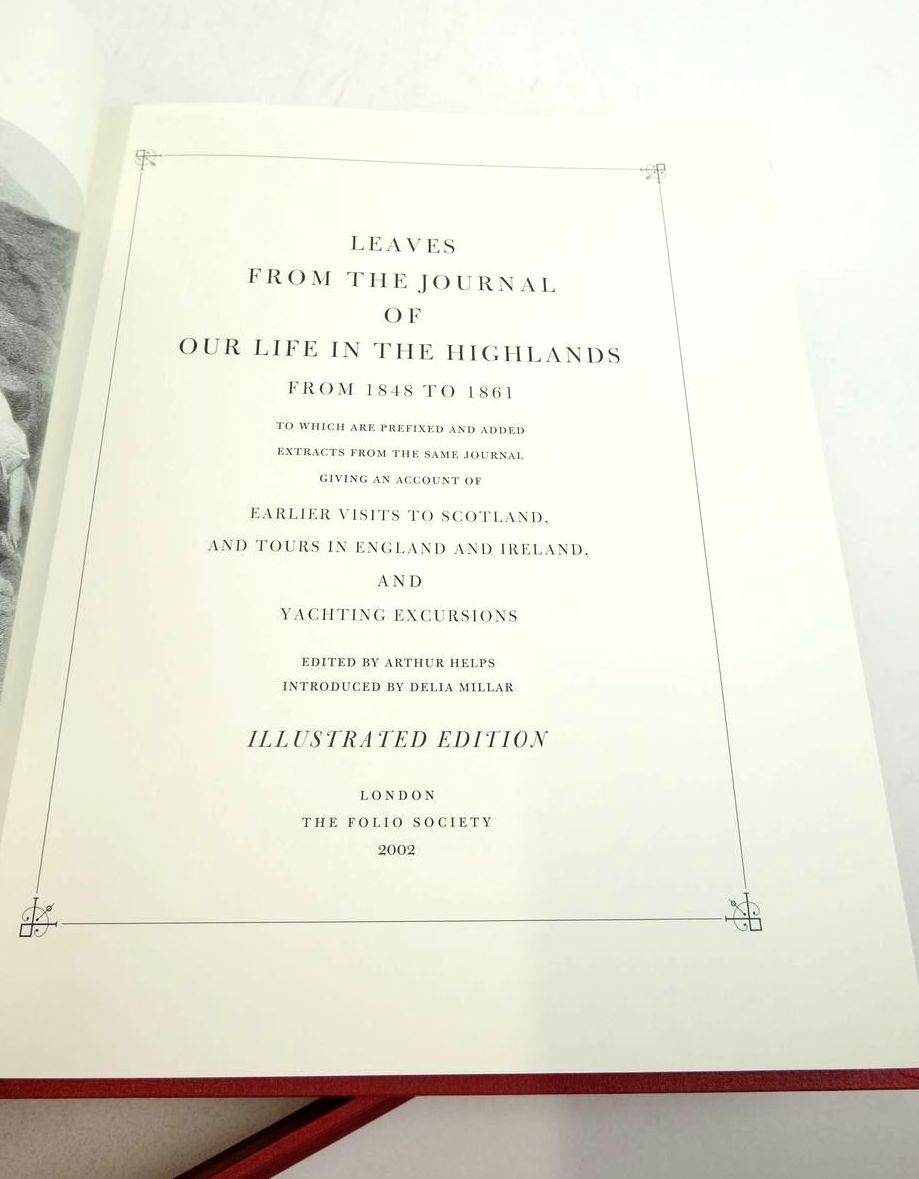 LEAVES
FROM THE JOURNAL
OF
OUR LIFE IN THE HIGHLANDS
FROM 1848 TO 1861
TO WHICH ARE PREFIXED AND ADDED
EXTRACTS FROM THE SAME JOURNAL
GIVING AN ACCOUNT OF
EARLIER VISITS TO SCOTLAND,
AND TOURS IN ENGLAND AND IRELAND,
AND
YACHTING EXCURSIONS
EDITED BY ARTHUR HELPS
INTRODUCED BY DELIA MILLAR
ILLUSTRATED EDITION
LONDON
THE FOLIO SOCIETY
2002